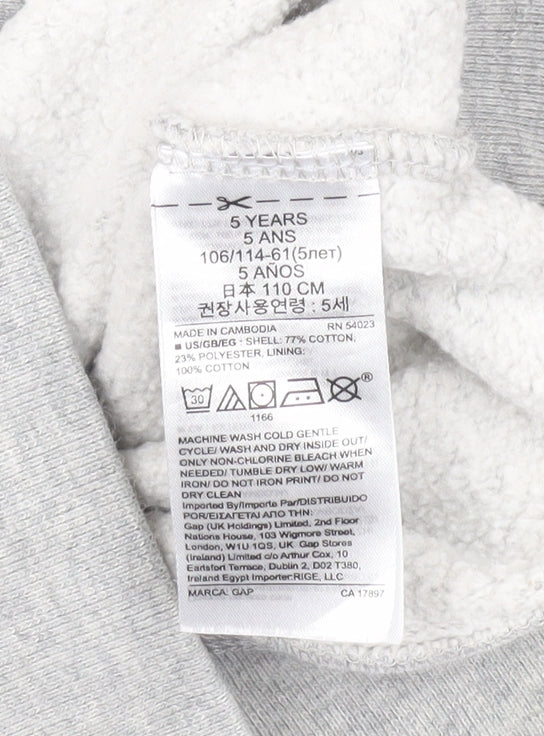 5 YEARS
5 ANS
106/114-61(5лет)
5 AÑOS
日本 110 CM
권장사용연령 : 5세
MADE IN CAMBODIA RN 54023
■ US/GB/EG : SHELL: 77% COTTON,
23% POLYESTER, LINING:
100% COTTON
30 ®
1166
MACHINE WASH COLD GENTLE
CYCLE/ WASH AND DRY INSIDE OUT/
ONLY NON-CHLORINE BLEACH WHEN
NEEDED/ TUMBLE DRY LOW/ WARM
IRON/ DO NOT IRON PRINT/ DO NOT
DRY CLEAN
Imported By/Importe Par/DISTRIBUIDO
POR/ΕΙΣΑΓΕΤΑΙ ΑΠΟ ΤΗΝ:
Gap (UK Holdings) Limited, 2nd Floor
Nations House, 103 Wigmore Street,
London, W1U 1QS, UK Gap Stores
(Ireland) Limited c/o Arthur Cox, 10
Earlsfort Terrace, Dublin 2, D02 T380,
Ireland Egypt Importer:RIGE, LLC
MARCA: GAP CA 17897